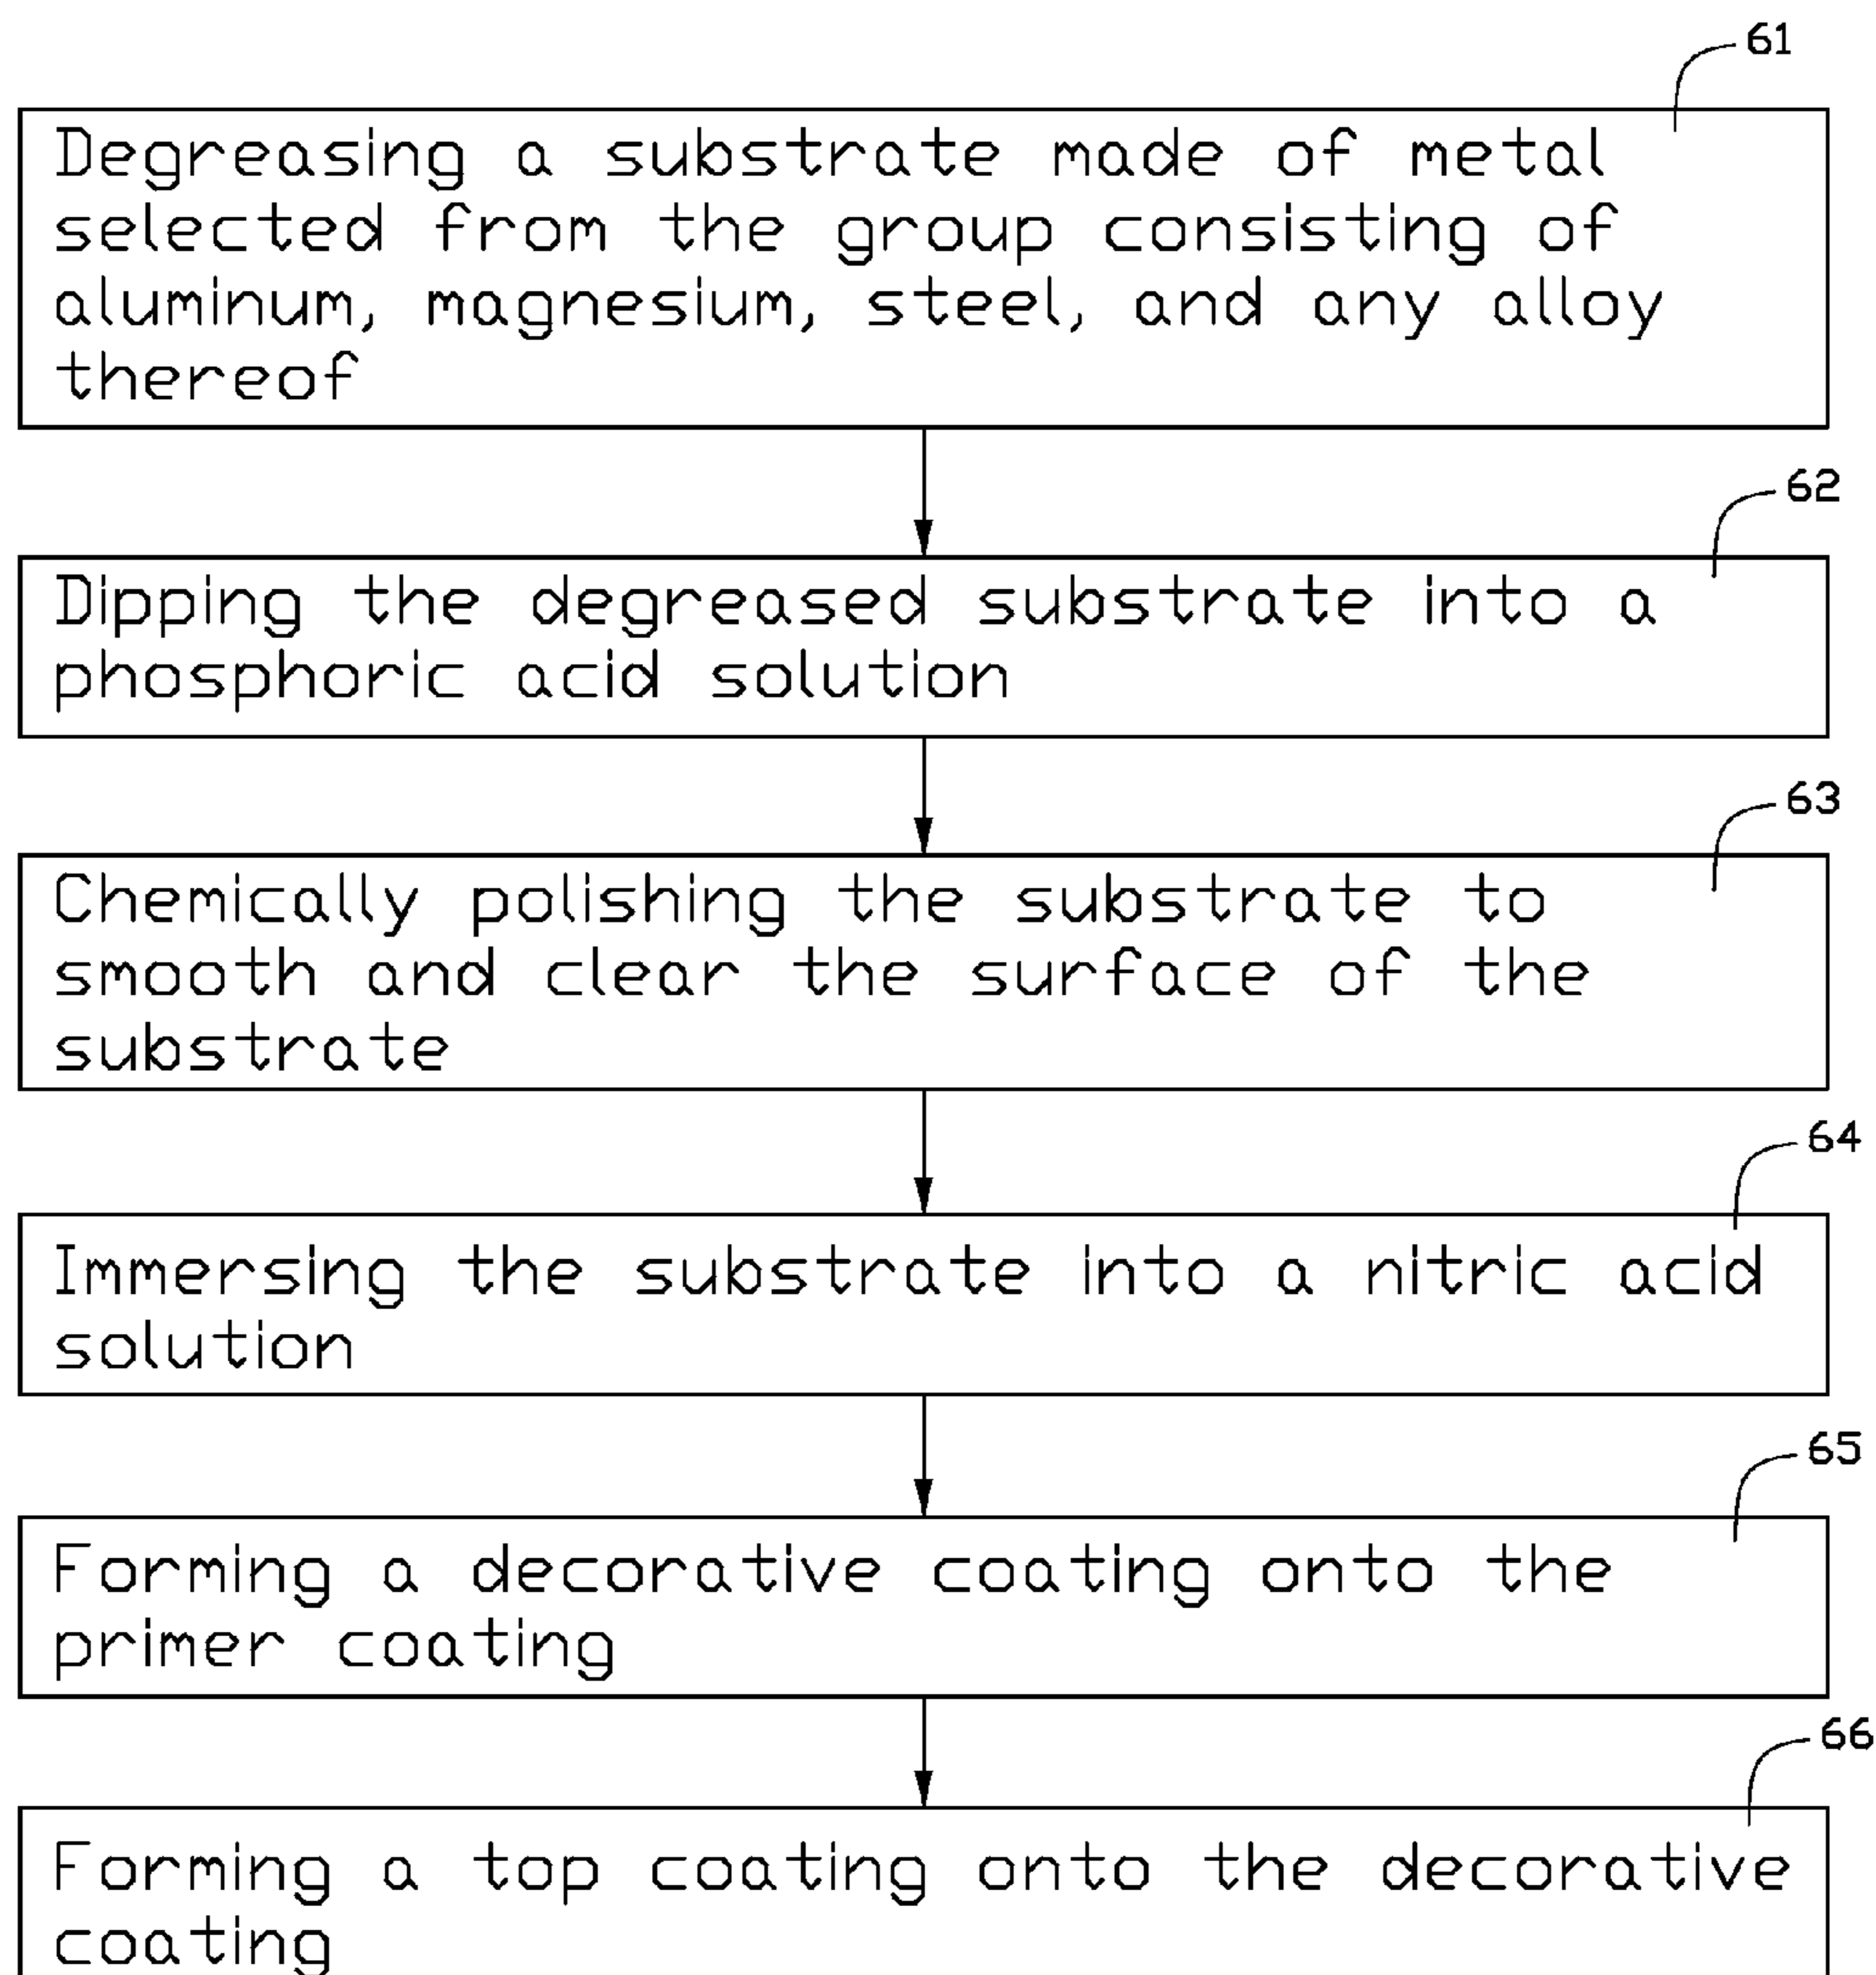 61
Degreasing a substrate made of metal
selected from the group consisting of
aluminum, magnesium, steel, and any alloy
thereof
62
Dipping the degreased substrate into a
phosphoric acid solution
63
Chemically polishing the substrate to
smooth and clear the surface of the
substrate
64
Immersing the substrate into a nitric acid
solution
65
Forming a decorative coating onto the
primer coating
66
Forming a top coating onto the decorative
coating